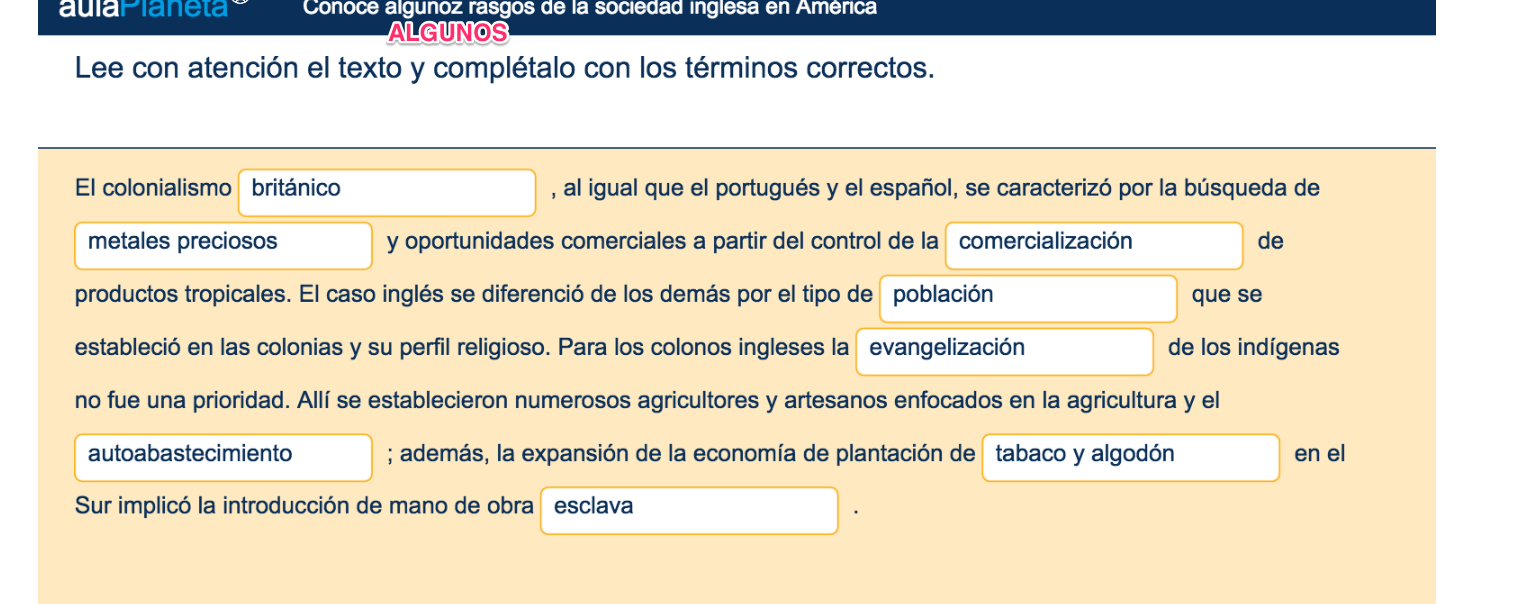 aulaPlaneta Conoce algunoz rasgos de la sociedad inglesa en América
ALGUNOS
Lee con atención el texto y complétalo con los términos correctos.
El colonialismo británico , al igual que el portugués y el español, se caracterizó por la búsqueda de
metales preciosos y oportunidades comerciales a partir del control de la comercialización de
productos tropicales. El caso inglés se diferenció de los demás por el tipo de población que se
estableció en las colonias y su perfil religioso. Para los colonos ingleses la evangelización de los indígenas
no fue una prioridad. Allí se establecieron numerosos agricultores y artesanos enfocados en la agricultura y el
autoabastecimiento ; además, la expansión de la economía de plantación de tabaco y algodón en el
Sur implicó la introducción de mano de obra esclava .